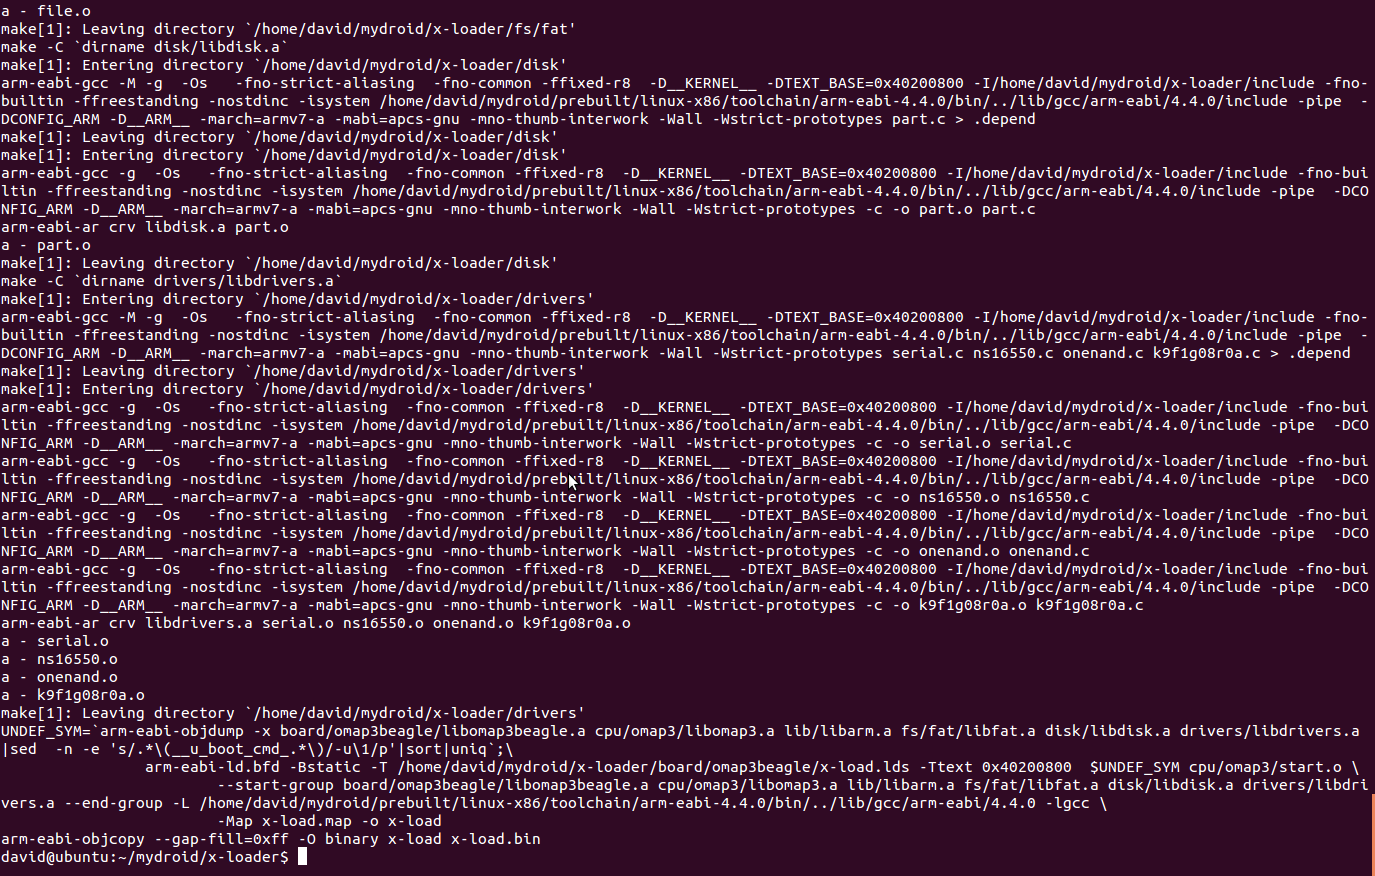 a - file.o
make[1]: Leaving directory `/home/david/mydroid/x-loader/fs/fat'
make -C `dirname disk/libdisk.a`
make[1]: Entering directory `/home/david/mydroid/x-loader/disk'
arm-eabi-gcc -M -g  -Os   -fno-strict-aliasing  -fno-common -ffixed-r8  -D__KERNEL__ -DTEXT_BASE=0x40200800 -I/home/david/mydroid/x-loader/include -fno-
builtin -ffreestanding -nostdinc -isystem /home/david/mydroid/prebuilt/linux-x86/toolchain/arm-eabi-4.4.0/bin/../lib/gcc/arm-eabi/4.4.0/include -pipe  -
DCONFIG_ARM -D__ARM__ -march=armv7-a -mabi=apcs-gnu -mno-thumb-interwork -Wall -Wstrict-prototypes part.c > .depend
make[1]: Leaving directory `/home/david/mydroid/x-loader/disk'
make[1]: Entering directory `/home/david/mydroid/x-loader/disk'
arm-eabi-gcc -g  -Os   -fno-strict-aliasing  -fno-common -ffixed-r8  -D__KERNEL__ -DTEXT_BASE=0x40200800 -I/home/david/mydroid/x-loader/include -fno-bui
ltin -ffreestanding -nostdinc -isystem /home/david/mydroid/prebuilt/linux-x86/toolchain/arm-eabi-4.4.0/bin/../lib/gcc/arm-eabi/4.4.0/include -pipe  -DCO
NFIG_ARM -D__ARM__ -march=armv7-a -mabi=apcs-gnu -mno-thumb-interwork -Wall -Wstrict-prototypes -c -o part.o part.c
arm-eabi-ar crv libdisk.a part.o
a - part.o
make[1]: Leaving directory `/home/david/mydroid/x-loader/disk'
make -C `dirname drivers/libdrivers.a`
make[1]: Entering directory `/home/david/mydroid/x-loader/drivers'
arm-eabi-gcc -M -g  -Os   -fno-strict-aliasing  -fno-common -ffixed-r8  -D__KERNEL__ -DTEXT_BASE=0x40200800 -I/home/david/mydroid/x-loader/include -fno-
builtin -ffreestanding -nostdinc -isystem /home/david/mydroid/prebuilt/linux-x86/toolchain/arm-eabi-4.4.0/bin/../lib/gcc/arm-eabi/4.4.0/include -pipe  -
DCONFIG_ARM -D__ARM__ -march=armv7-a -mabi=apcs-gnu -mno-thumb-interwork -Wall -Wstrict-prototypes serial.c ns16550.c onenand.c k9f1g08r0a.c > .depend
make[1]: Leaving directory `/home/david/mydroid/x-loader/drivers'
make[1]: Entering directory `/home/david/mydroid/x-loader/drivers'
arm-eabi-gcc -g  -Os   -fno-strict-aliasing  -fno-common -ffixed-r8  -D__KERNEL__ -DTEXT_BASE=0x40200800 -I/home/david/mydroid/x-loader/include -fno-bui
ltin -ffreestanding -nostdinc -isystem /home/david/mydroid/prebuilt/linux-x86/toolchain/arm-eabi-4.4.0/bin/../lib/gcc/arm-eabi/4.4.0/include -pipe  -DCO
NFIG_ARM -D__ARM__ -march=armv7-a -mabi=apcs-gnu -mno-thumb-interwork -Wall -Wstrict-prototypes -c -o serial.o serial.c
arm-eabi-gcc -g  -Os   -fno-strict-aliasing  -fno-common -ffixed-r8  -D__KERNEL__ -DTEXT_BASE=0x40200800 -I/home/david/mydroid/x-loader/include -fno-bui
ltin -ffreestanding -nostdinc -isystem /home/david/mydroid/prebuilt/linux-x86/toolchain/arm-eabi-4.4.0/bin/../lib/gcc/arm-eabi/4.4.0/include -pipe  -DCO
NFIG_ARM -D__ARM__ -march=armv7-a -mabi=apcs-gnu -mno-thumb-interwork -Wall -Wstrict-prototypes -c -o ns16550.o ns16550.c
arm-eabi-gcc -g  -Os   -fno-strict-aliasing  -fno-common -ffixed-r8  -D__KERNEL__ -DTEXT_BASE=0x40200800 -I/home/david/mydroid/x-loader/include -fno-bui
ltin -ffreestanding -nostdinc -isystem /home/david/mydroid/prebuilt/linux-x86/toolchain/arm-eabi-4.4.0/bin/../lib/gcc/arm-eabi/4.4.0/include -pipe  -DCO
NFIG_ARM -D__ARM__ -march=armv7-a -mabi=apcs-gnu -mno-thumb-interwork -Wall -Wstrict-prototypes -c -o onenand.o onenand.c
arm-eabi-gcc -g  -Os   -fno-strict-aliasing  -fno-common -ffixed-r8  -D__KERNEL__ -DTEXT_BASE=0x40200800 -I/home/david/mydroid/x-loader/include -fno-bui
ltin -ffreestanding -nostdinc -isystem /home/david/mydroid/prebuilt/linux-x86/toolchain/arm-eabi-4.4.0/bin/../lib/gcc/arm-eabi/4.4.0/include -pipe  -DCO
NFIG_ARM -D__ARM__ -march=armv7-a -mabi=apcs-gnu -mno-thumb-interwork -Wall -Wstrict-prototypes -c -o k9f1g08r0a.o k9f1g08r0a.c
arm-eabi-ar crv libdrivers.a serial.o ns16550.o onenand.o k9f1g08r0a.o
a - serial.o
a - ns16550.o
a - onenand.o
a - k9f1g08r0a.o
make[1]: Leaving directory `/home/david/mydroid/x-loader/drivers'
UNDEF_SYM=`arm-eabi-objdump -x board/omap3beagle/libomap3beagle.a cpu/omap3/libomap3.a lib/libarm.a fs/fat/libfat.a disk/libdisk.a drivers/libdrivers.a 
|sed  -n -e 's/.*\(__u_boot_cmd_.*\)/-u\1/p'|sort|uniq`;\
                arm-eabi-ld.bfd -Bstatic -T /home/david/mydroid/x-loader/board/omap3beagle/x-load.lds -Ttext 0x40200800  $UNDEF_SYM cpu/omap3/start.o \
                        --start-group board/omap3beagle/libomap3beagle.a cpu/omap3/libomap3.a lib/libarm.a fs/fat/libfat.a disk/libdisk.a drivers/libdri
vers.a --end-group -L /home/david/mydroid/prebuilt/linux-x86/toolchain/arm-eabi-4.4.0/bin/../lib/gcc/arm-eabi/4.4.0 -lgcc \
                        -Map x-load.map -o x-load
arm-eabi-objcopy --gap-fill=0xff -O binary x-load x-load.bin
david@ubuntu:~/mydroid/x-loader$